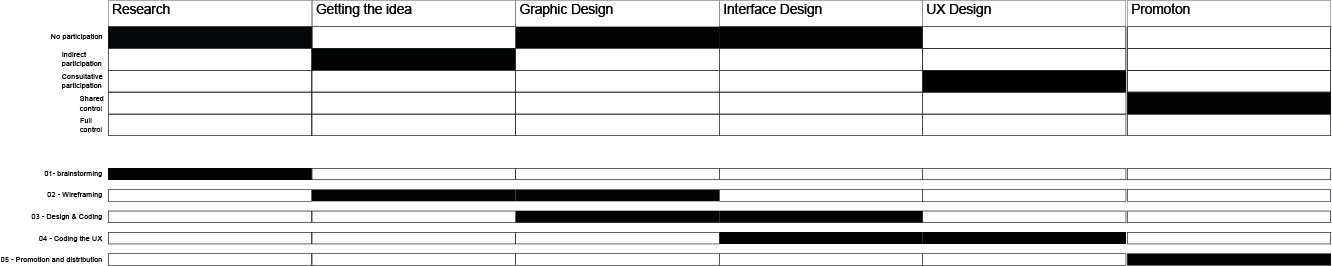 Research Getting the idea Graphic Design Interface Design UX Design Promoton
No participation
Indirect
participation
Consultative
participation
Shared
control
Full
control
01- brainstorming
02 - Wireframing
03 - Design & Coding
04 - Coding the UX
05 - Promotion and distribution